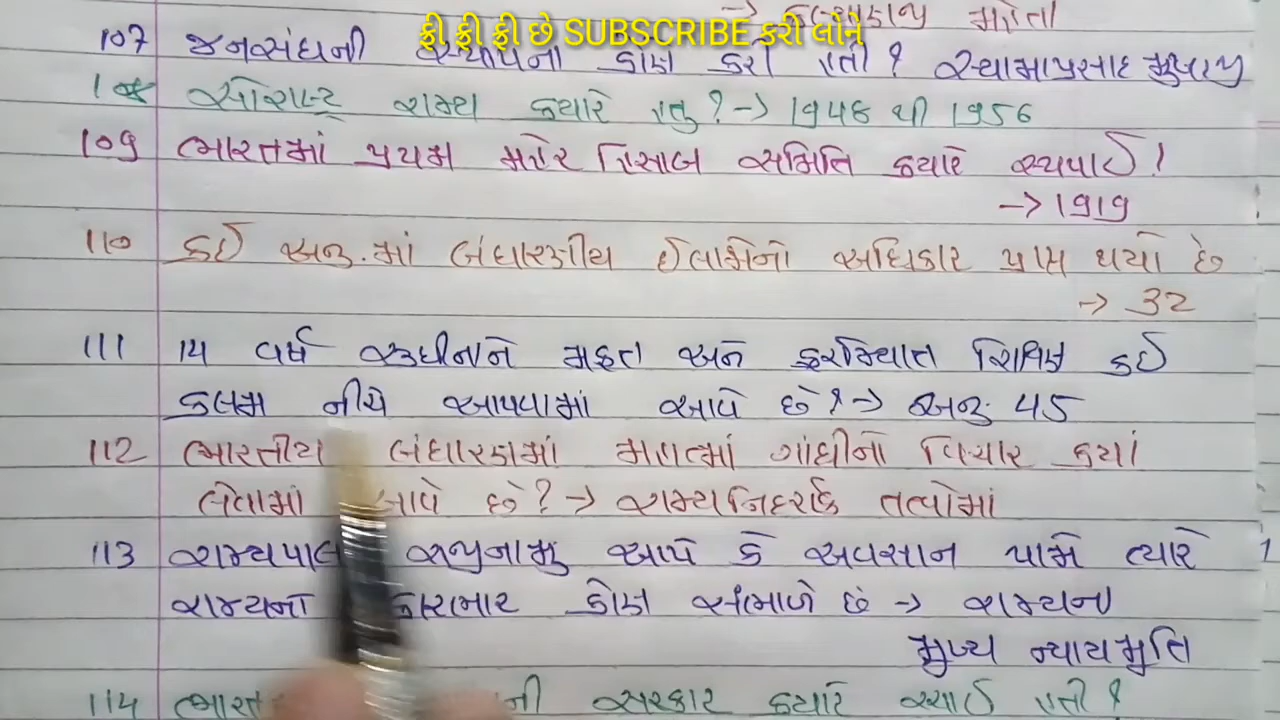 → મહેતા
ફ્રી ફ્રી ફ્રી છે SUBSCRIBE કરી લોને
107 જનસંઘની સ્થાપના કોણ કરી હતી ? શ્યામાપ્રસાદ મુખરજી
108 સૌરાષ્ટ્ર રાજ્ય ક્યારે હતુ ? → 1948 થી 1956
109 ભારતમાં પ્રથમ જાહેર હિસાબ સમિતિ ક્યારે સ્થપાઈ ?
→ 1919
110 કઈ અનુ. માં બંધારણીય ઈલાજોનો અધિકાર પ્રાપ્ત થયો છે
→ 32
111 14 વર્ષ સુધીનાને મફત અને ફરજિયાત શિક્ષણ કઈ
કલમ નીચે આપવામાં આવે છે ? → અનુ. 45
112 ભારતીય બંધારણમાં મહાત્માં ગાંધીનો વિચાર ક્યાં
લેવામાં આવે છે ? → રાજ્યનિદર્શક તત્વોમાં
113 રાજ્યપાલ રાજુનામુ આપે કે અવસાન પામે ત્યારે
રાજ્યના કારભાર કોણ સંભાળે છે → રાજ્યના
મુખ્ય ન્યાયમુતિ
114 ની સરકાર ક્યારે સ્થાઈ હતી ?